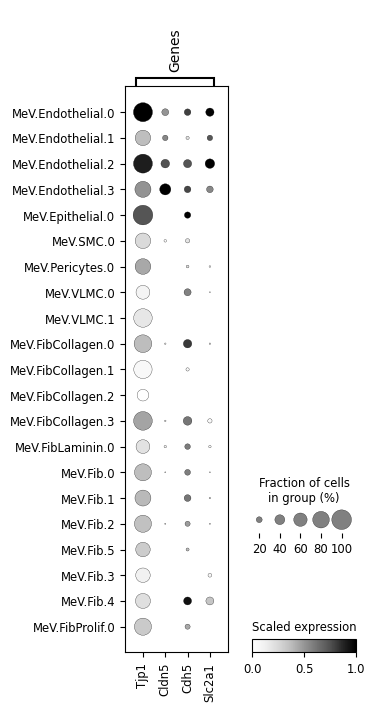 Genes
MeV.Endothelial.0
MeV.Endothelial.1
MeV.Endothelial.2
MeV.Endothelial.3
MeV.Epithelial.0
MeV.SMC.0
MeV.Pericytes.0
MeV.VLMC.0
MeV.VLMC.1
MeV.FibCollagen.0
MeV.FibCollagen.1
MeV.FibCollagen.2
MeV.FibCollagen.3
MeV.FibLaminin.0
MeV.Fib.0
MeV.Fib.1
MeV.Fib.2
MeV.Fib.5
MeV.Fib.3
MeV.Fib.4
MeV.FibProlif.0
Tjp1
Cldn5
Cdh5
Slc2a1
Fraction of cells
in group (%)
20 40 60 80 100
Scaled expression
0.0 0.5 1.0